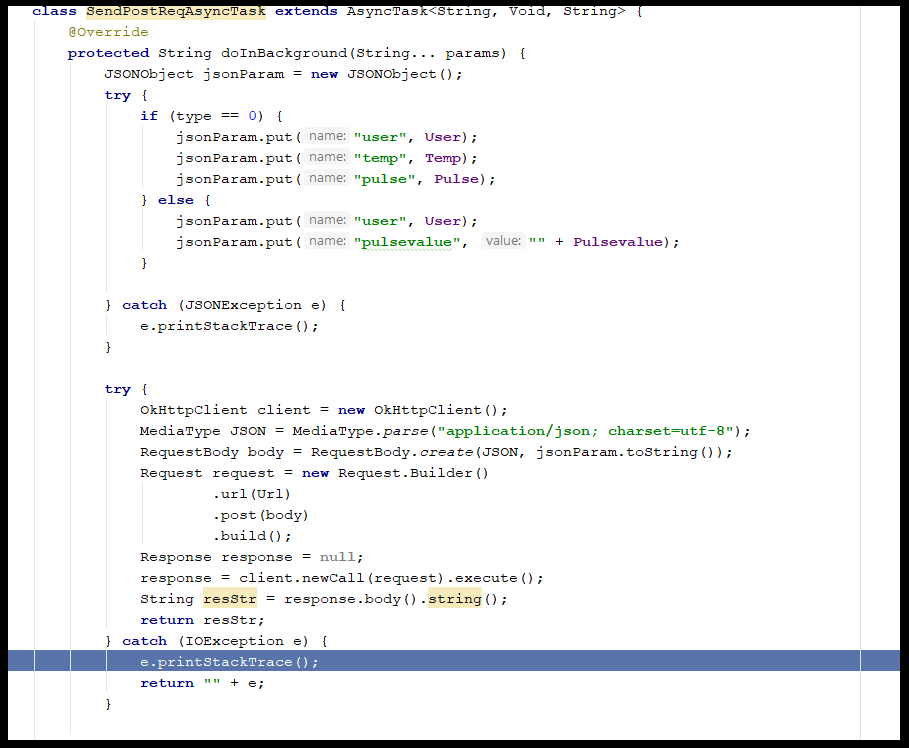 class SendPostReqAsyncTask extends AsyncTask<String, Void, String> {
@Override
protected String doInBackground(String... params) {
JSONObject jsonParam = new JSONObject();
try {
if (type == 0) {
jsonParam.put( name: "user", User);
jsonParam.put( name: "temp", Temp);
jsonParam.put( name: "pulse", Pulse);
} else {
jsonParam.put( name: "user", User);
jsonParam.put( name: "pulsevalue", value: "" + Pulsevalue);
}
} catch (JSONException e) {
e.printStackTrace();
}
try {
OkHttpClient client = new OkHttpClient();
MediaType JSON = MediaType.parse("application/json; charset=utf-8");
RequestBody body = RequestBody.create(JSON, jsonParam.toString());
Request request = new Request.Builder()
.url(Url)
.post(body)
.build();
Response response = null;
response = client.newCall(request).execute();
String resStr = response.body().string();
return resStr;
} catch (IOException e) {
e.printStackTrace();
return "" + e;
}